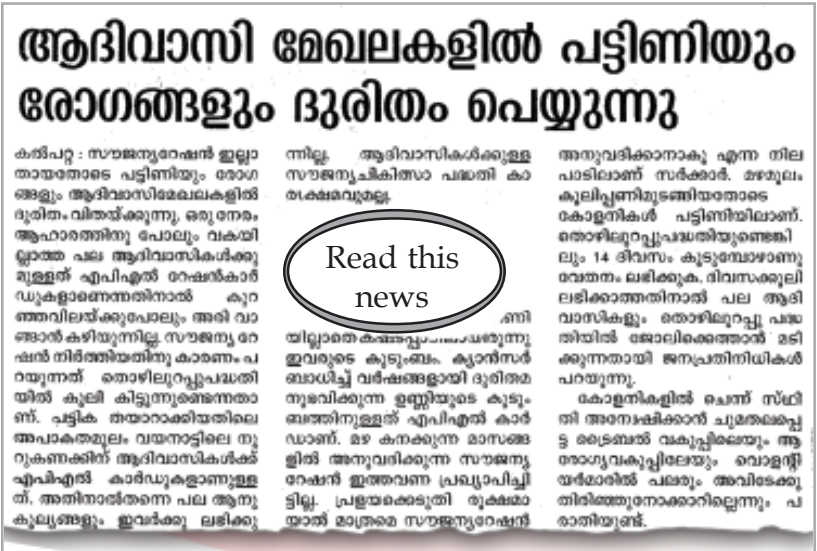 ആദിവാസി മേഖലകളിൽ പട്ടിണിയും
രോഗങ്ങളും ദുരിതം പെയ്യുന്നു
കൽപറ്റ : സൗജന്യറേഷൻ ഇല്ലാ
തായതോടെ പട്ടിണിയും രോഗ
ങ്ങളും ആദിവാസിമേഖലകളിൽ
ദുരിതം വിതയ്ക്കുന്നു. ഒരുനേരം
ആഹാരത്തിനു പോലും വകയി
ല്ലാത്ത പല ആദിവാസികൾക്കു
മുള്ളത് എപിഎൽ റേഷൻകാർ
ഡുകളാണെന്നതിനാൽ കുറ
ഞ്ഞവിലയ്ക്കുപോലും അരി വാ
ങ്ങാൻ കഴിയുന്നില്ല. സൗജന്യ റേ
ഷൻ നിർത്തിയതിനു കാരണം പ
റയുന്നത് തൊഴിലുറപ്പുപദ്ധതി
യിൽ കൂലി കിട്ടുന്നുണ്ടെന്നതാ
ണ്. പട്ടിക തയാറാക്കിയതിലെ
അപാകതമൂലം വയനാട്ടിലെ നൂ
റുകണക്കിന് ആദിവാസികൾക്ക്
എപിഎൽ കാർഡുകളാണുള്ള
ത്. അതിനാൽതന്നെ പല ആനു
കൂല്യങ്ങളും ഇവർക്കു ലഭിക്കു
ന്നില്ല. ആദിവാസികൾക്കുള്ള
സൗജന്യചികിത്സാ പദ്ധതി കാ
ര്യക്ഷമവുമല്ല.
Read this
news
ണി
യില്ലാതെ
ഇവരുടെ കുടുംബം. ക്യാൻസർ
ബാധിച്ച് വർഷങ്ങളായി ദുരിതമ
നുഭവിക്കുന്ന ഉണ്ണിയുടെ കുടും
ബത്തിനുള്ളത് എപിഎൽ കാർ
ഡാണ്. മഴ കനക്കുന്ന മാസങ്ങ
ളിൽ അനുവദിക്കുന്ന സൗജന്യ
റേഷൻ ഇത്തവണ പ്രഖ്യാപിച്ചി
ട്ടില്ല. പ്രളയക്കെടുതി രൂക്ഷമാ
യാൽ മാത്രമെ സൗജന്യറേഷൻ
അനുവദിക്കാനാകൂ എന്ന നില
പാടിലാണ് സർക്കാർ. മഴമൂലം
കൂലിപ്പണിമുടങ്ങിയതോടെ
കോളനികൾ പട്ടിണിയിലാണ്.
തൊഴിലുറപ്പുപദ്ധതിയുണ്ടെങ്കി
ലും 14 ദിവസം കൂടുമ്പോഴാണു
വേതനം ലഭിക്കുക. ദിവസക്കൂലി
ലഭിക്കാത്തതിനാൽ പല ആദി
വാസികളും തൊഴിലുറപ്പു പദ്ധ
തിയിൽ ജോലിക്കെത്താൻ മടി
ക്കുന്നതായി ജനപ്രതിനിധികൾ
പറയുന്നു.
കോളനികളിൽ ചെന്ന് സ്ഥി
തി അന്വേഷിക്കാൻ ചുമതലപ്പെ
ട്ട ട്രൈബൽ വകുപ്പിലെയും ആ
രോഗ്യവകുപ്പിലേയും വൊളന്റി
യർമാരിൽ പലരും അവിടേക്കു
തിരിഞ്ഞുനോക്കാറില്ലെന്നും പ
രാതിയുണ്ട്.